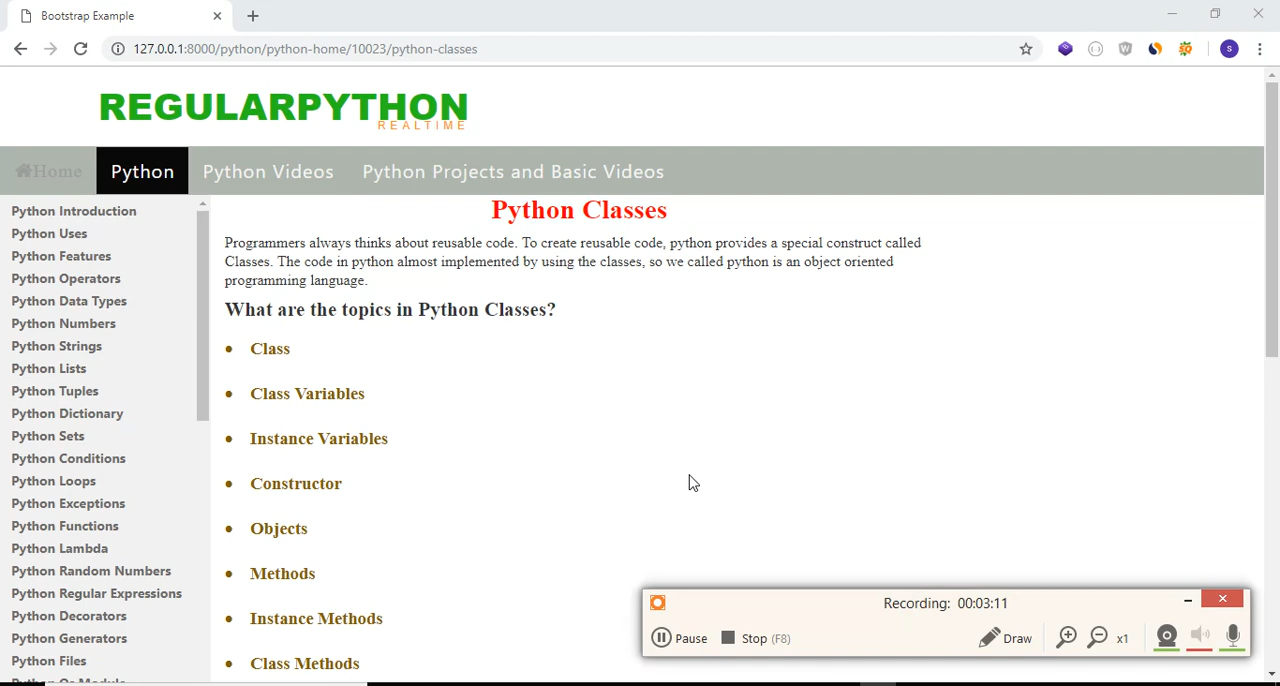 Bootstrap Example
127.0.0.1:8000/python/python-home/10023/python-classes
S
REGULARPYTHON
REALTIME
Home
Python
Python Videos
Python Projects and Basic Videos
Python Introduction
Python Uses
Python Features
Python Operators
Python Data Types
Python Numbers
Python Strings
Python Lists
Python Tuples
Python Dictionary
Python Sets
Python Conditions
Python Loops
Python Exceptions
Python Functions
Python Lambda
Python Random Numbers
Python Regular Expressions
Python Decorators
Python Generators
Python Files
Python Os Module
Python Classes
Programmers always thinks about reusable code. To create reusable code, python provides a special construct called
Classes. The code in python almost implemented by using the classes, so we called python is an object oriented
programming language.
What are the topics in Python Classes?
• Class
• Class Variables
• Instance Variables
• Constructor
• Objects
• Methods
• Instance Methods
• Class Methods
Recording: 00:03:11
Pause
Stop (F8)
Draw
x1